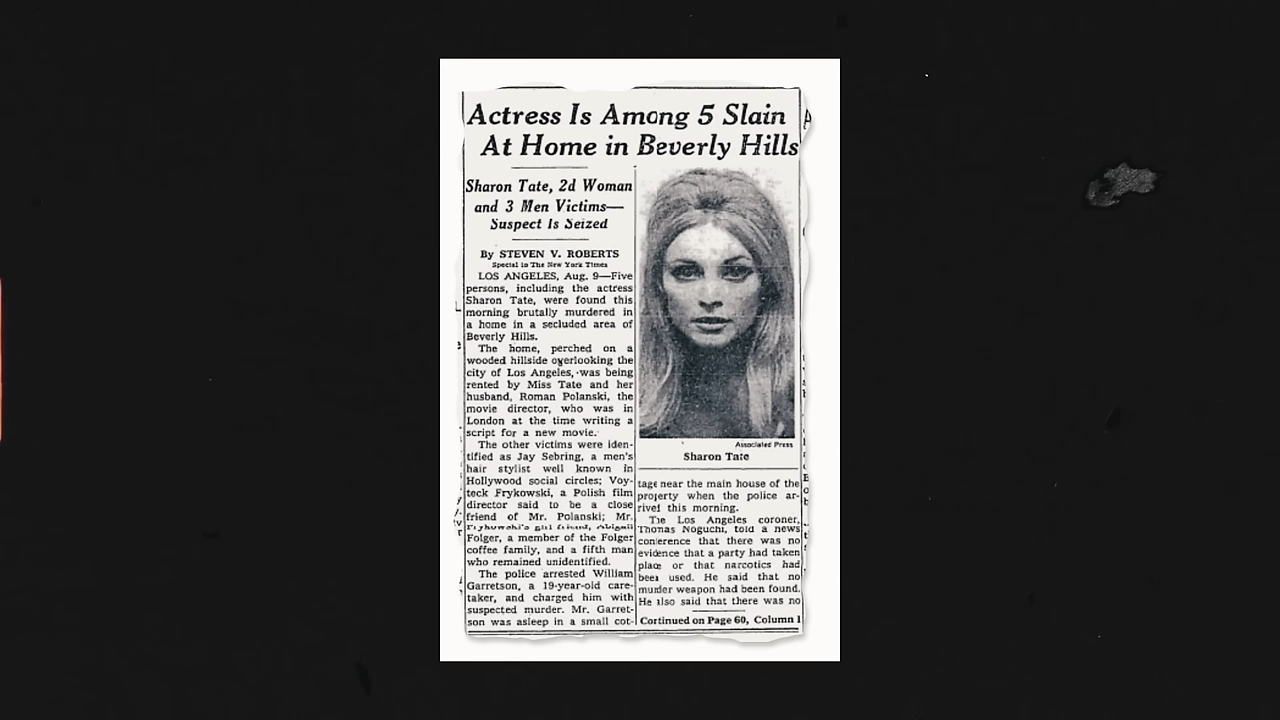 Actress Is Among 5 Slain
At Home in Beverly Hills
Sharon Tate, 2d Woman
and 3 Men Victims—
Suspect Is Seized
By STEVEN V. ROBERTS
Special to The New York Times
LOS ANGELES, Aug. 9—Five
persons, including the actress
Sharon Tate, were found this
morning brutally murdered in
a home in a secluded area of
Beverly Hills.
The home, perched on a
wooded hillside overlooking the
city of Los Angeles, was being
rented by Miss Tate and her
husband, Roman Polanski, the
movie director, who was in
London at the time writing a
script for a new movie.
The other victims were iden-
tified as Jay Sebring, a men's
hair stylist well known in
Hollywood social circles; Voy-
teck Frykowski, a Polish film
director said to be a close
friend of Mr. Polanski; Mr.
Frykowski's girl friend, Abigail
Folger, a member of the Folger
coffee family, and a fifth man
who remained unidentified.
The police arrested William
Garretson, a 19-year-old care-
taker, and charged him with
suspected murder. Mr. Garret-
son was asleep in a small cot-
Associated Press
Sharon Tate
tage near the main house of the
property when the police ar-
rived this morning.
The Los Angeles coroner,
Thomas Noguchi, told a news
conference that there was no
evidence that a party had taken
place or that narcotics had
been used. He said that no
murder weapon had been found.
He also said that there was no
Continued on Page 60, Column 1